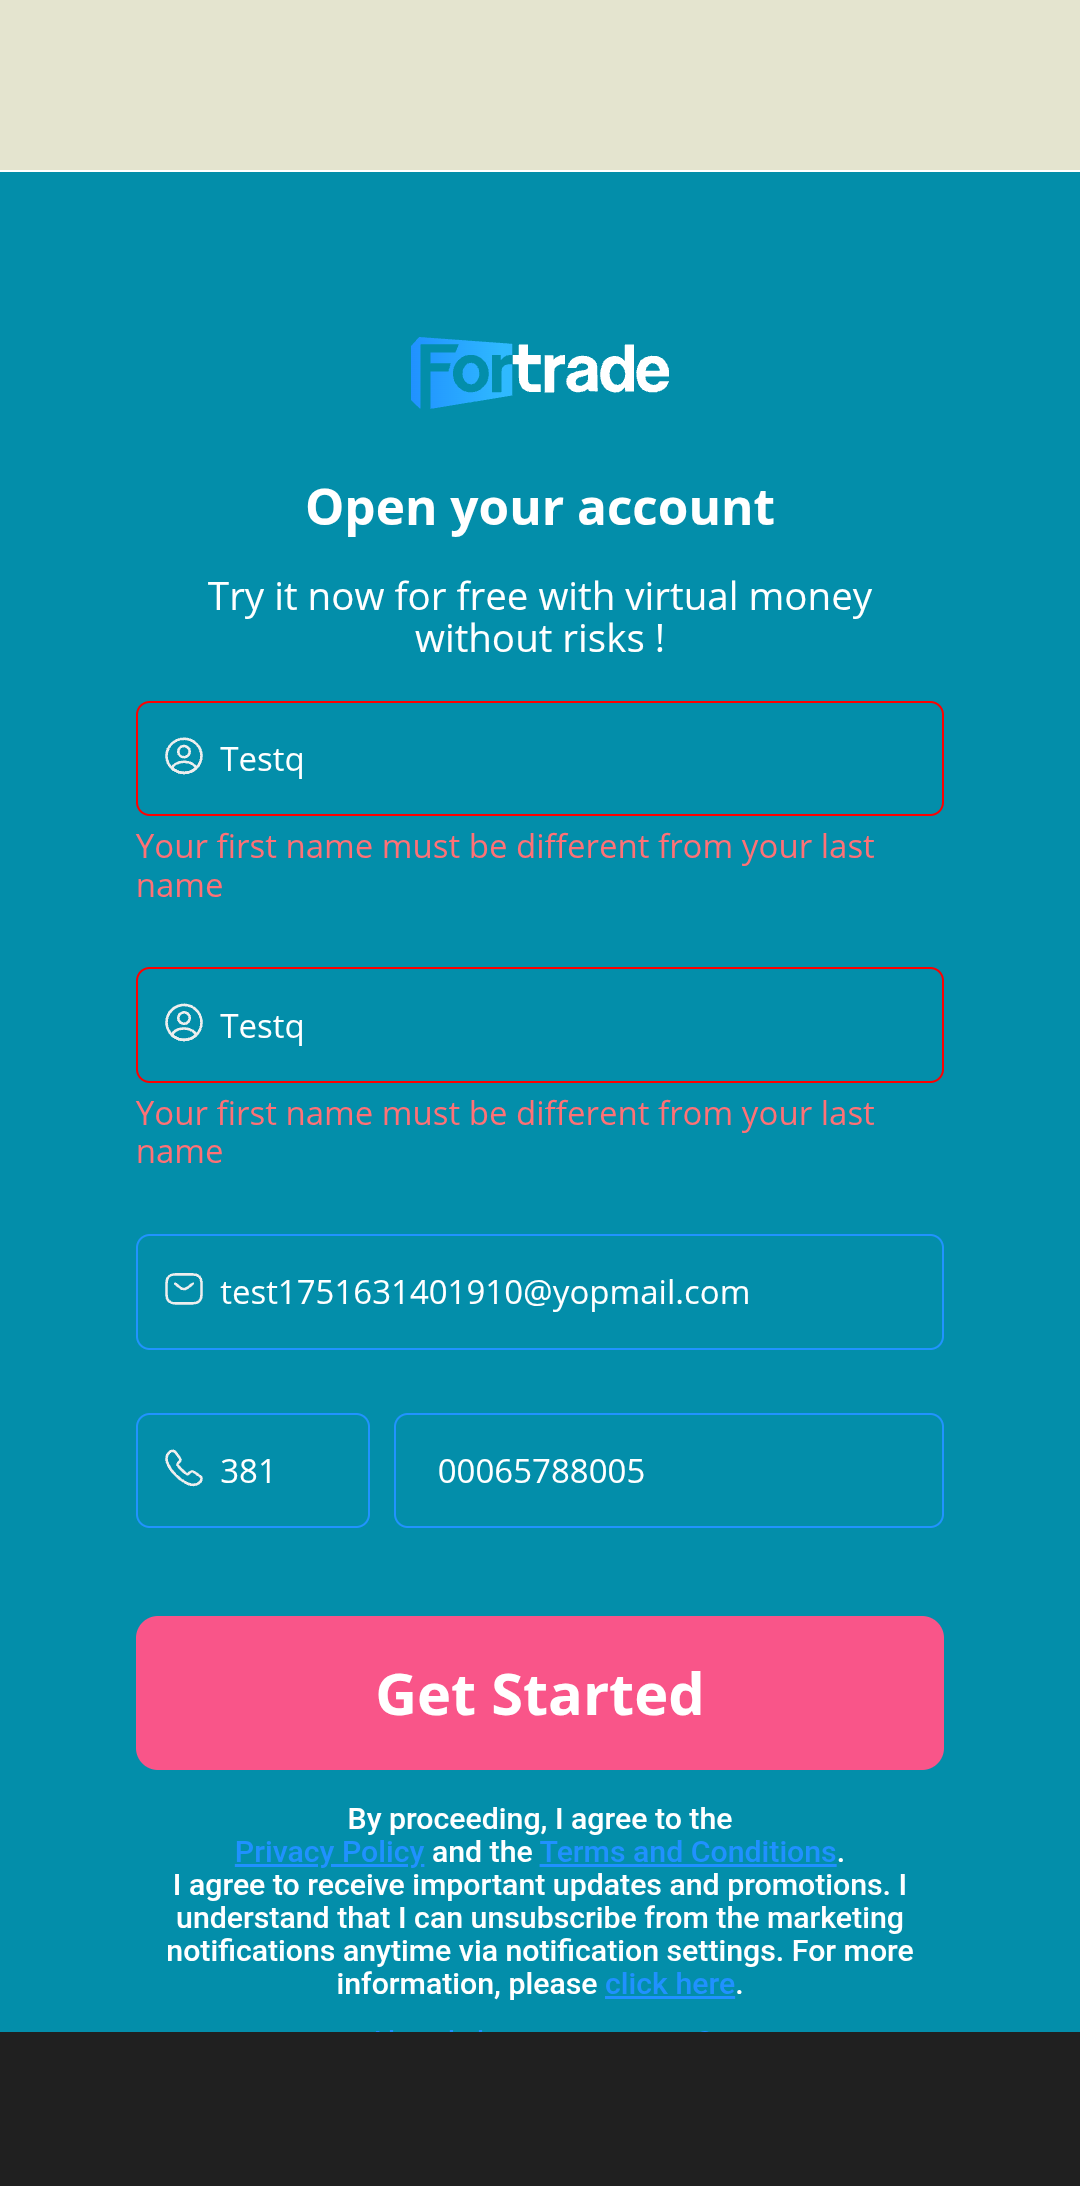 Fortrade
Open your account
Try it now for free with virtual money
without risks !
Testq
Your first name must be different from your last
name
Testq
Your first name must be different from your last
name
test1751631401910@yopmail.com
381 00065788005
Get Started
By proceeding, I agree to the
Privacy Policy and the Terms and Conditions.
I agree to receive important updates and promotions. I
understand that I can unsubscribe from the marketing
notifications anytime via notification settings. For more
information, please click here.